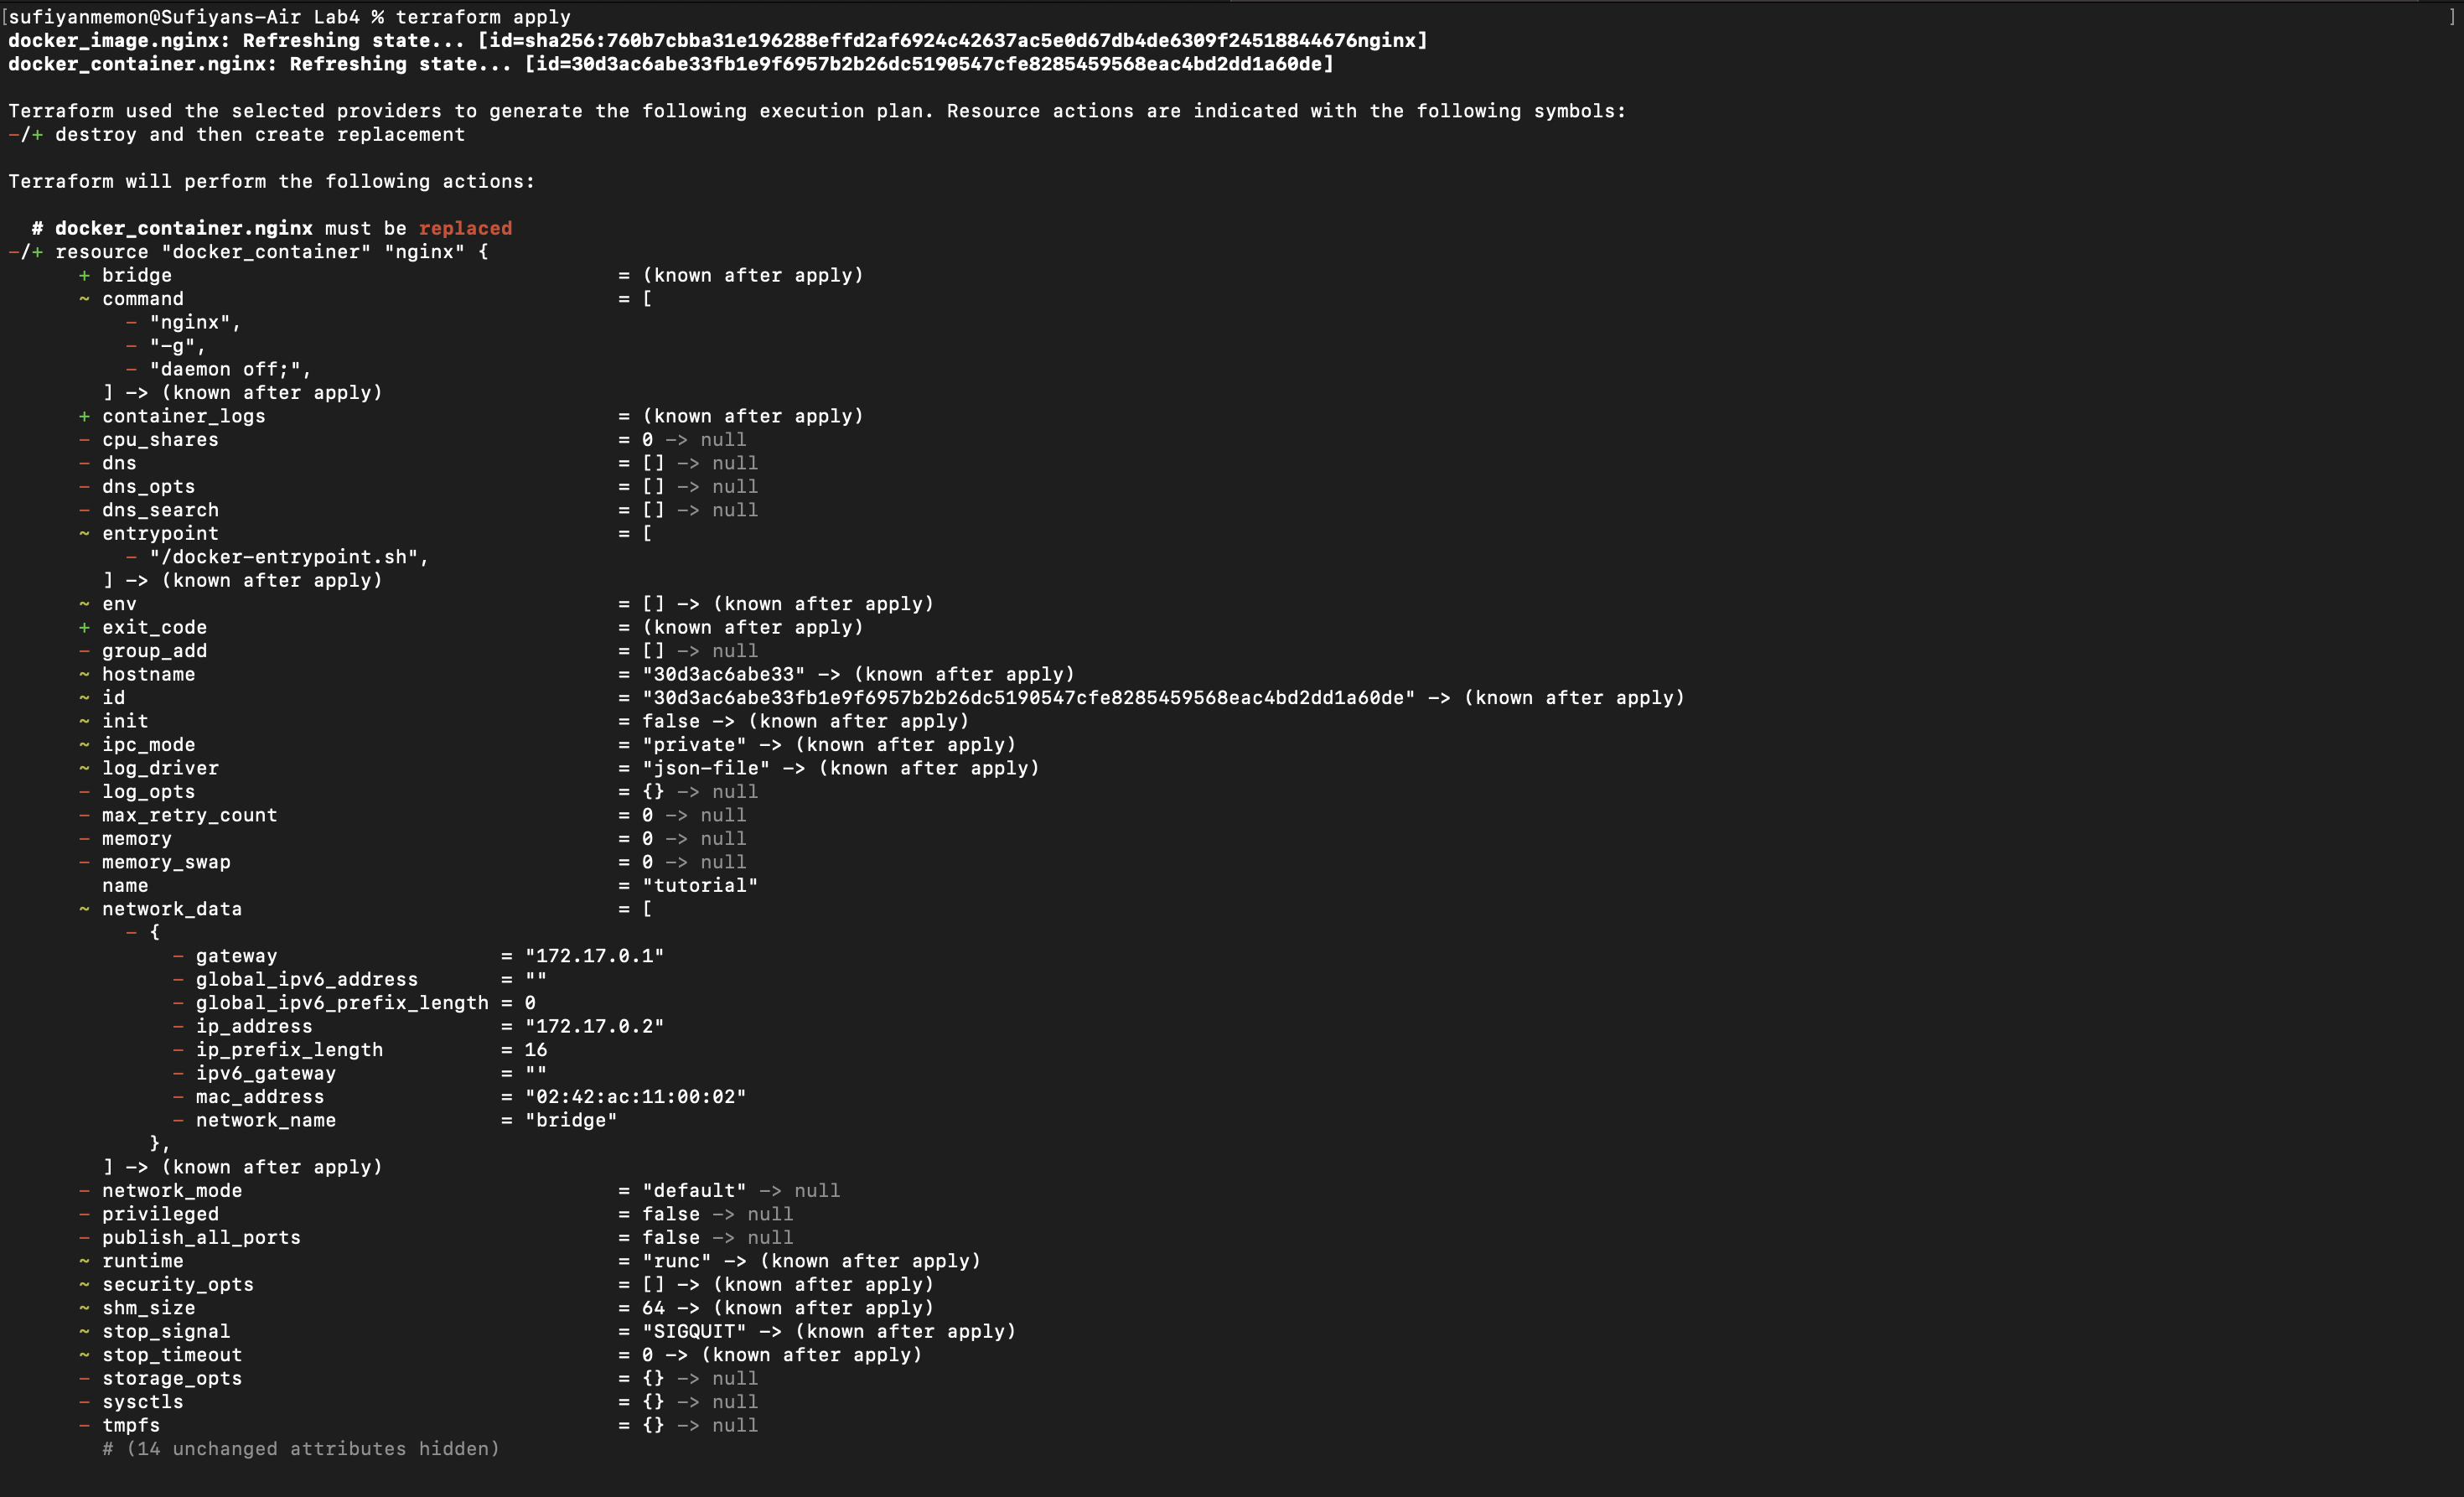 [sufiyanmemon@Sufiyans-Air Lab4 % terraform apply ]
docker_image.nginx: Refreshing state... [id=sha256:760b7cbba31e196288effd2af6924c42637ac5e0d67db4de6309f24518844676nginx]
docker_container.nginx: Refreshing state... [id=30d3ac6abe33fb1e9f6957b2b26dc5190547cfe8285459568eac4bd2dd1a60de]

Terraform used the selected providers to generate the following execution plan. Resource actions are indicated with the following symbols:
-/+ destroy and then create replacement

Terraform will perform the following actions:

  # docker_container.nginx must be replaced
-/+ resource "docker_container" "nginx" {
      + bridge = (known after apply)
      ~ command = [
          - "nginx",
          - "-g",
          - "daemon off;",
        ] -> (known after apply)
      + container_logs = (known after apply)
      - cpu_shares = 0 -> null
      - dns = [] -> null
      - dns_opts = [] -> null
      - dns_search = [] -> null
      ~ entrypoint = [
          - "/docker-entrypoint.sh",
        ] -> (known after apply)
      ~ env = [] -> (known after apply)
      + exit_code = (known after apply)
      - group_add = [] -> null
      ~ hostname = "30d3ac6abe33" -> (known after apply)
      ~ id = "30d3ac6abe33fb1e9f6957b2b26dc5190547cfe8285459568eac4bd2dd1a60de" -> (known after apply)
      ~ init = false -> (known after apply)
      ~ ipc_mode = "private" -> (known after apply)
      ~ log_driver = "json-file" -> (known after apply)
      - log_opts = {} -> null
      - max_retry_count = 0 -> null
      - memory = 0 -> null
      - memory_swap = 0 -> null
        name = "tutorial"
      ~ network_data = [
          - {
              - gateway = "172.17.0.1"
              - global_ipv6_address = ""
              - global_ipv6_prefix_length = 0
              - ip_address = "172.17.0.2"
              - ip_prefix_length = 16
              - ipv6_gateway = ""
              - mac_address = "02:42:ac:11:00:02"
              - network_name = "bridge"
            },
        ] -> (known after apply)
      - network_mode = "default" -> null
      - privileged = false -> null
      - publish_all_ports = false -> null
      ~ runtime = "runc" -> (known after apply)
      ~ security_opts = [] -> (known after apply)
      ~ shm_size = 64 -> (known after apply)
      ~ stop_signal = "SIGQUIT" -> (known after apply)
      ~ stop_timeout = 0 -> (known after apply)
      - storage_opts = {} -> null
      - sysctls = {} -> null
      - tmpfs = {} -> null
        # (14 unchanged attributes hidden)